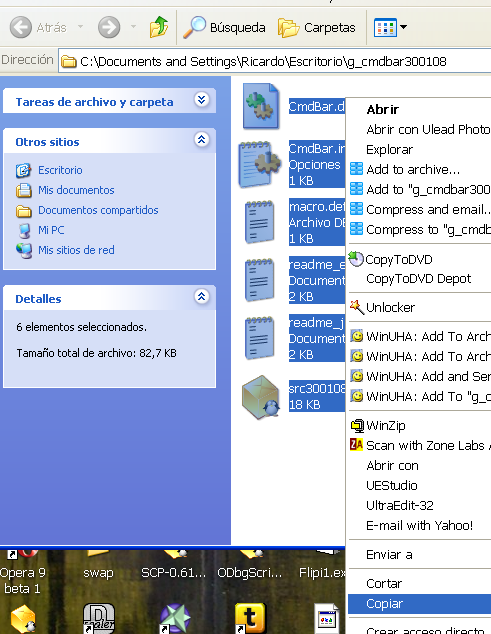 Atrás
Búsqueda
Carpetas
Dirección
C:\Documents and Settings\Ricardo\Escritorio\g_cmdbar300108
Tareas de archivo y carpeta
Otros sitios
Escritorio
Mis documentos
Documentos compartidos
Mi PC
Mis sitios de red
Detalles
6 elementos seleccionados.
Tamaño total de archivo: 82,7 KB
CmdBar.d
CmdBar.in
Opciones
1 KB
macro.def
Archivo DE
1 KB
readme_e
Document
2 KB
readme_j
Document
2 KB
src300108
18 KB
Abrir
Abrir con Ulead Photo
Explorar
Add to archive...
Add to "g_cmdbar300
Compress and email..
Compress to "g_cmdb
CopyToDVD
CopyToDVD Depot
Unlocker
WinUHA: Add To Arch
WinUHA: Add To Arch
WinUHA: Add and Sen
WinUHA: Add To "g_c
WinZip
Scan with Zone Labs A
Abrir con
UEStudio
UltraEdit-32
E-mail with Yahoo!
Enviar a
Cortar
Copiar
Crear acceso directo
Opera 9
beta 1
swap
SCP-0.61...
ODbgScri...
Flipi1.ex